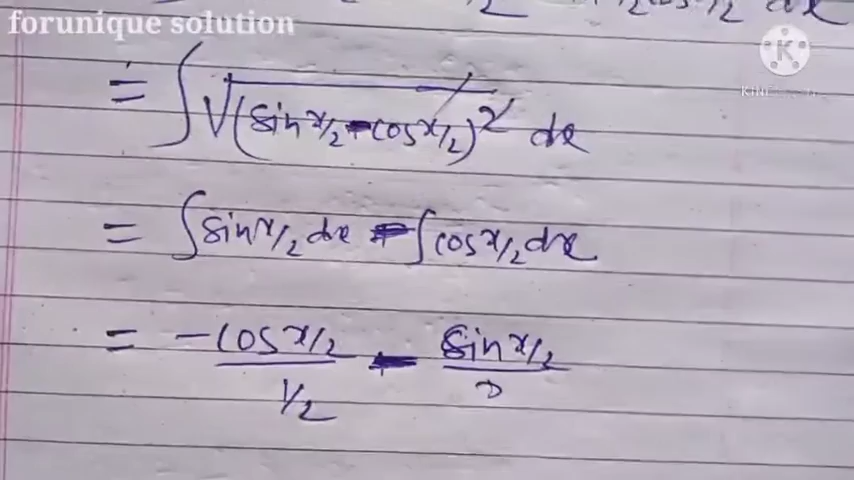 forunique solution
= ∫ √(sin x/2 - cos x/2)² dx
= ∫ sin x/2 dx - ∫ cos x/2 dx
= -cos x/2 / 1/2 - sin x/2